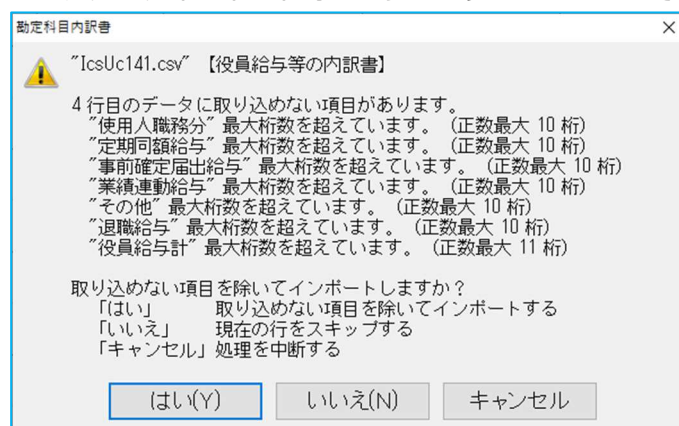 勘定科目内訳書
"IcsUc141.csv" 【役員給与等の内訳書】
4行目のデータに取り込めない項目があります。
"使用人職務分" 最大桁数を超えています。 (正数最大 10 桁)
"定期同額給与" 最大桁数を超えています。 (正数最大 10 桁)
"事前確定届出給与" 最大桁数を超えています。 (正数最大 10 桁)
"業績連動給与" 最大桁数を超えています。 (正数最大 10 桁)
"その他" 最大桁数を超えています。 (正数最大 10 桁)
"退職給与" 最大桁数を超えています。 (正数最大 10 桁)
"役員給与計" 最大桁数を超えています。 (正数最大 11 桁)
取り込めない項目を除いてインポートしますか?
「はい」 取り込めない項目を除いてインポートする
「いいえ」 現在の行をスキップする
「キャンセル」処理を中断する
はい(Y) いいえ(N) キャンセル